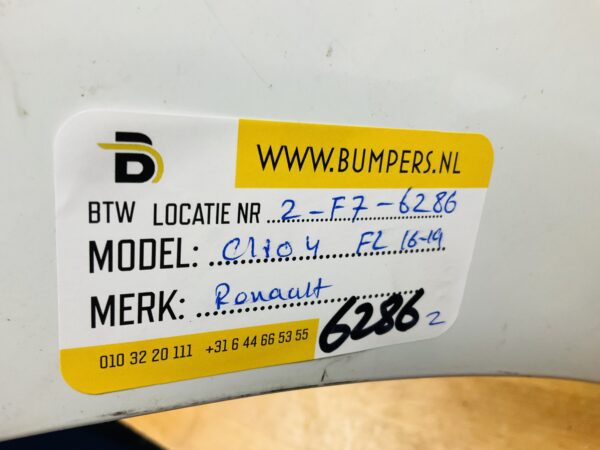 WWW.BUMPERS.NL
BTW LOCATIE NR 2-F7-6286
MODEL: Clio 4 FL 16-19
MERK: Renault
6286 2
010 32 20 111 +31 6 44 66 53 55